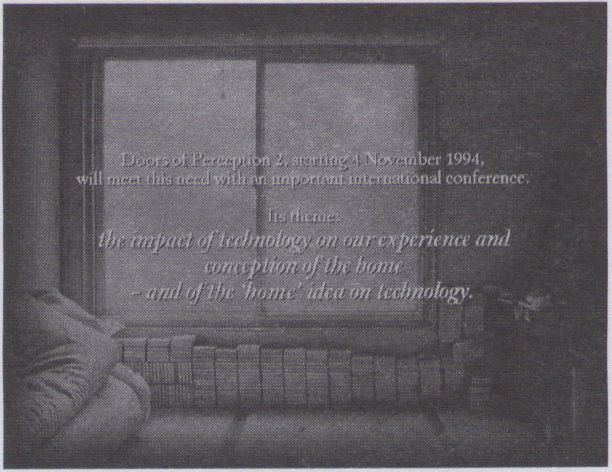 Doors of Perception 2, starting 4 November 1994,
will meet this need with an important international conference.
Its theme:
the impact of technology on our experience and
conception of the home
– and of the 'home' idea on technology.